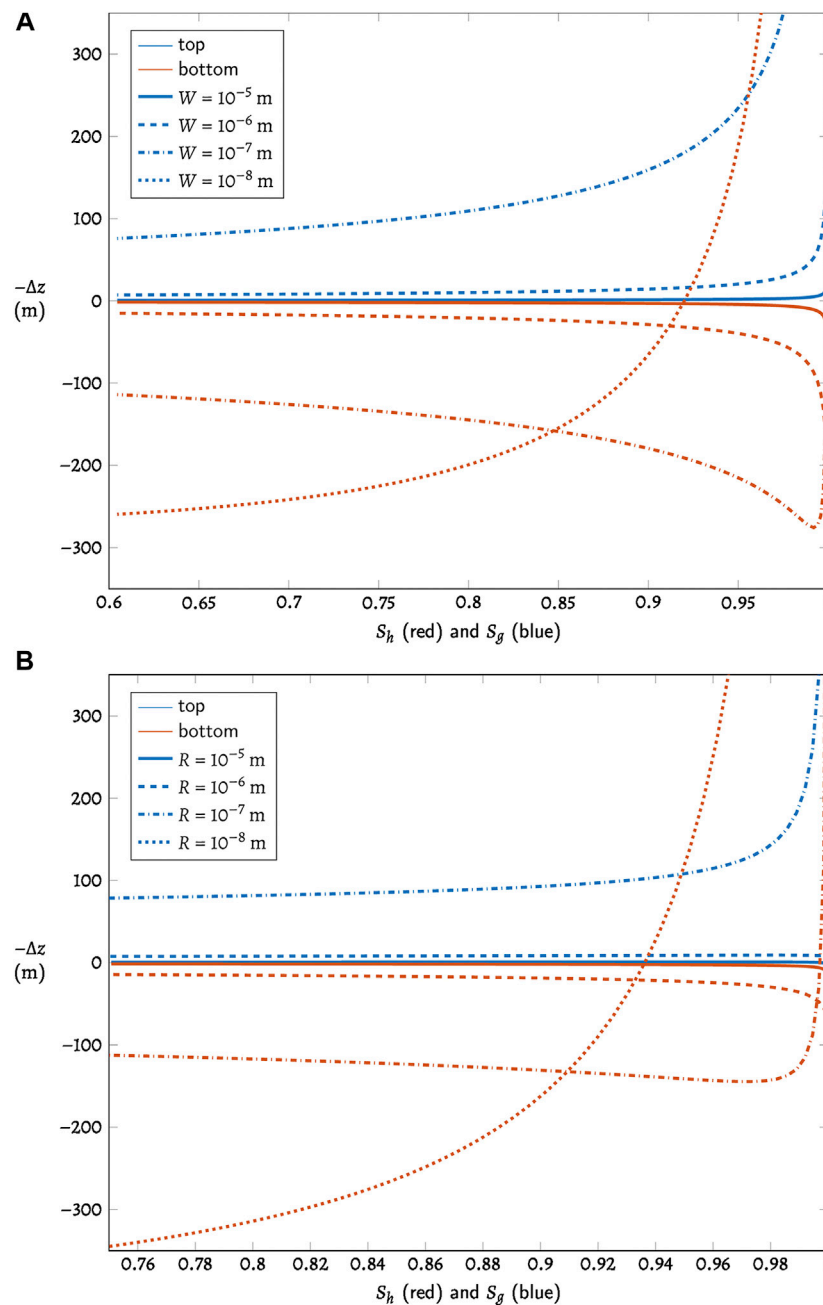 A
top
bottom
W = 10⁻⁵ m
W = 10⁻⁶ m
W = 10⁻⁷ m
W = 10⁻⁸ m
300
200
100
0
−100
−200
−300
−Δz
(m)
0.6 0.65 0.7 0.75 0.8 0.85 0.9 0.95
Sₕ (red) and S_g (blue)
B
top
bottom
R = 10⁻⁵ m
R = 10⁻⁶ m
R = 10⁻⁷ m
R = 10⁻⁸ m
300
200
100
0
−100
−200
−300
−Δz
(m)
0.76 0.78 0.8 0.82 0.84 0.86 0.88 0.9 0.92 0.94 0.96 0.98
Sₕ (red) and S_g (blue)